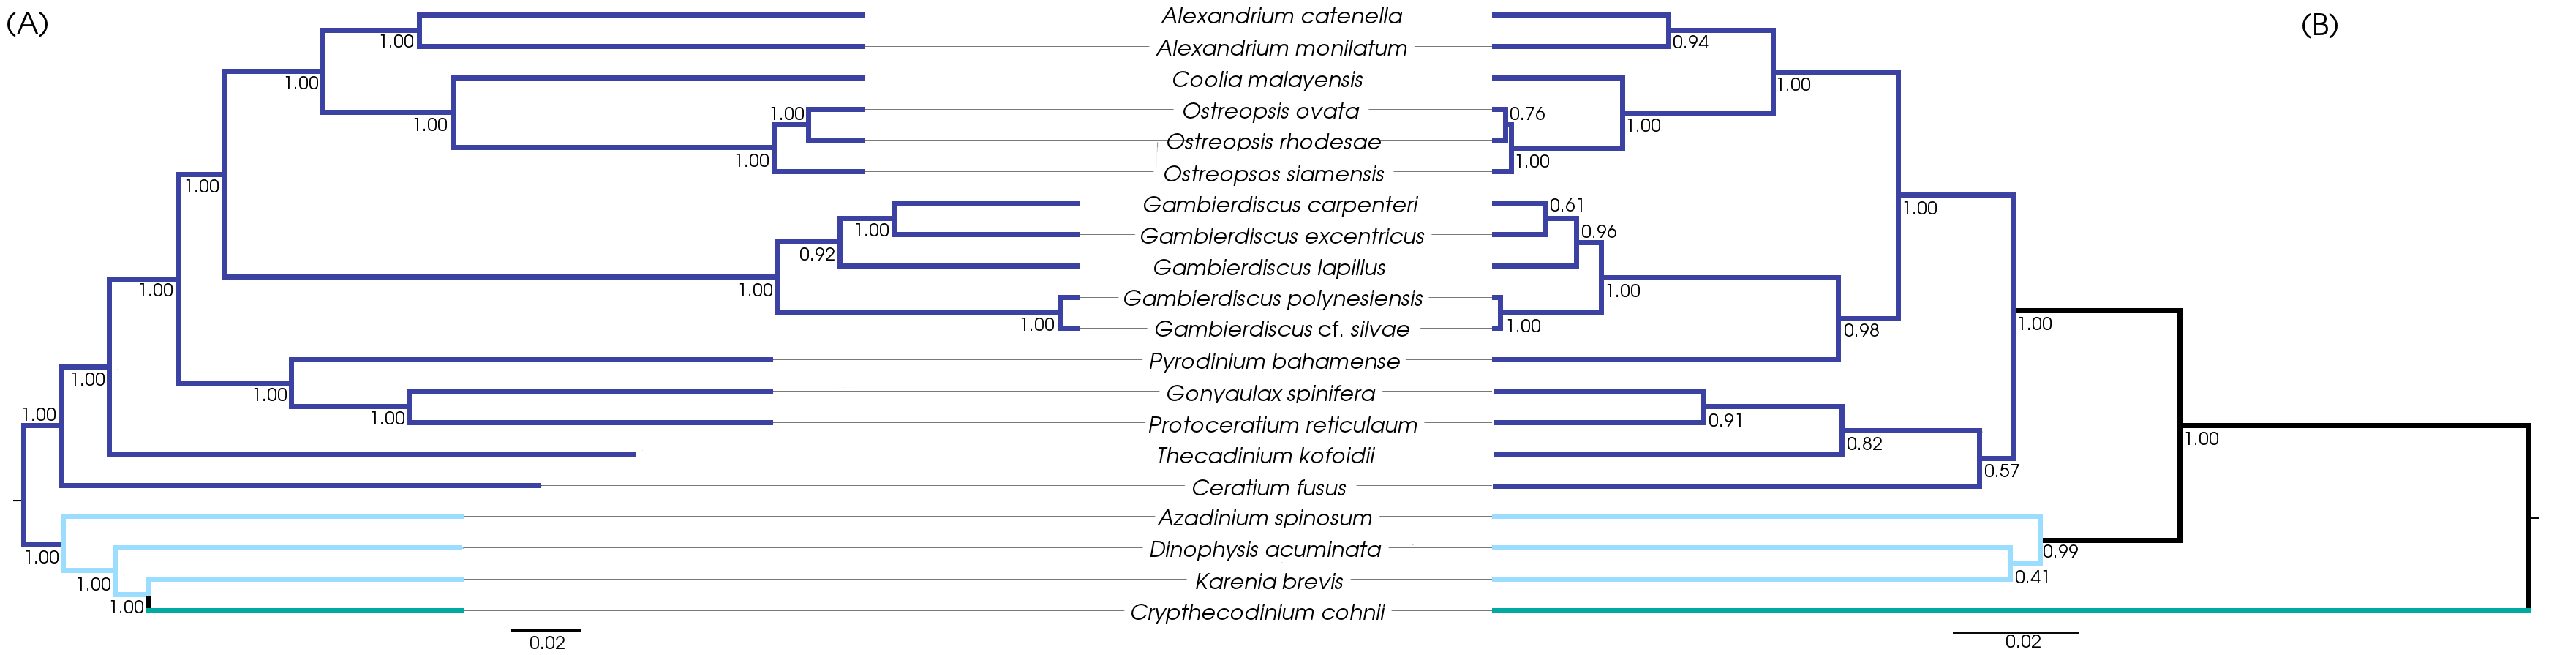 (A)
(B)
Alexandrium catenella
1.00
0.94
Alexandrium monilatum
1.00
Coolia malayensis
1.00
1.00
Ostreopsis ovata
0.76
1.00
1.00
Ostreopsis rhodesae
1.00
1.00
Ostreopsos siamensis
1.00
Gambierdiscus carpenteri
0.61
1.00
1.00
Gambierdiscus excentricus
0.96
0.92
Gambierdiscus lapillus
1.00
1.00
1.00
Gambierdiscus polynesiensis
1.00
Gambierdiscus cf. silvae
1.00
1.00
0.98
Pyrodinium bahamense
1.00
1.00
Gonyaulax spinifera
1.00
1.00
Protoceratium reticulaum
0.91
1.00
0.82
Thecadinium kofoidii
0.57
Ceratium fusus
Azadinium spinosum
1.00
Dinophysis acuminata
0.99
1.00
Karenia brevis
0.41
1.00
Crypthecodinium cohnii
0.02
0.02